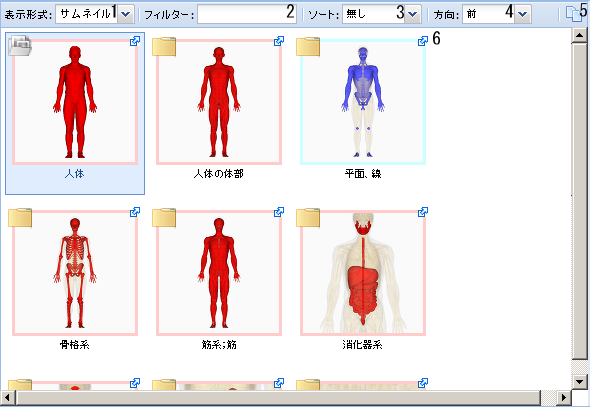 表示形式: サムネイル 1 フィルター: 2 ソート: 無し 3 方向: 前 4 5
6
人体 人体の体部 平面、線
骨格系 筋系;筋 消化器系